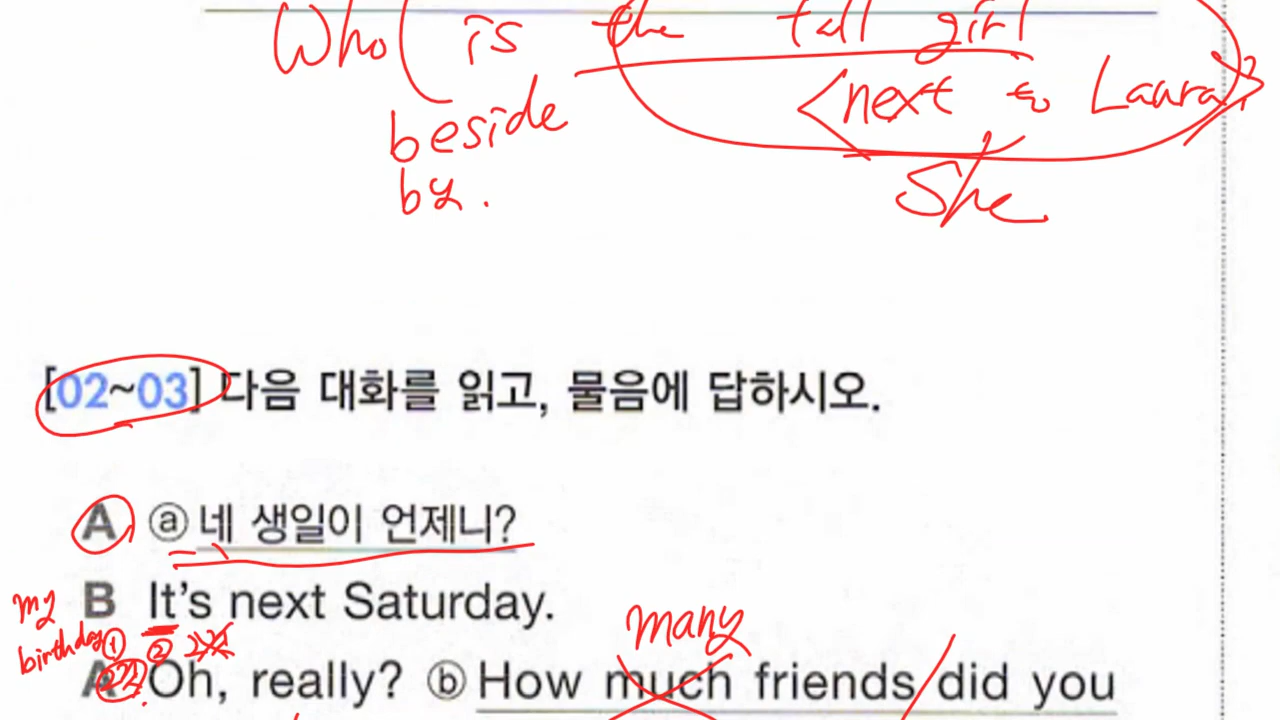 Who is the tall girl
beside <next to Laura>?
by.
She
[02~03] 다음 대화를 읽고, 물음에 답하시오.
A ⓐ 네 생일이 언제니?
my B It's next Saturday.
birthday ① ② many
A Oh, really? ⓑ How much friends did you